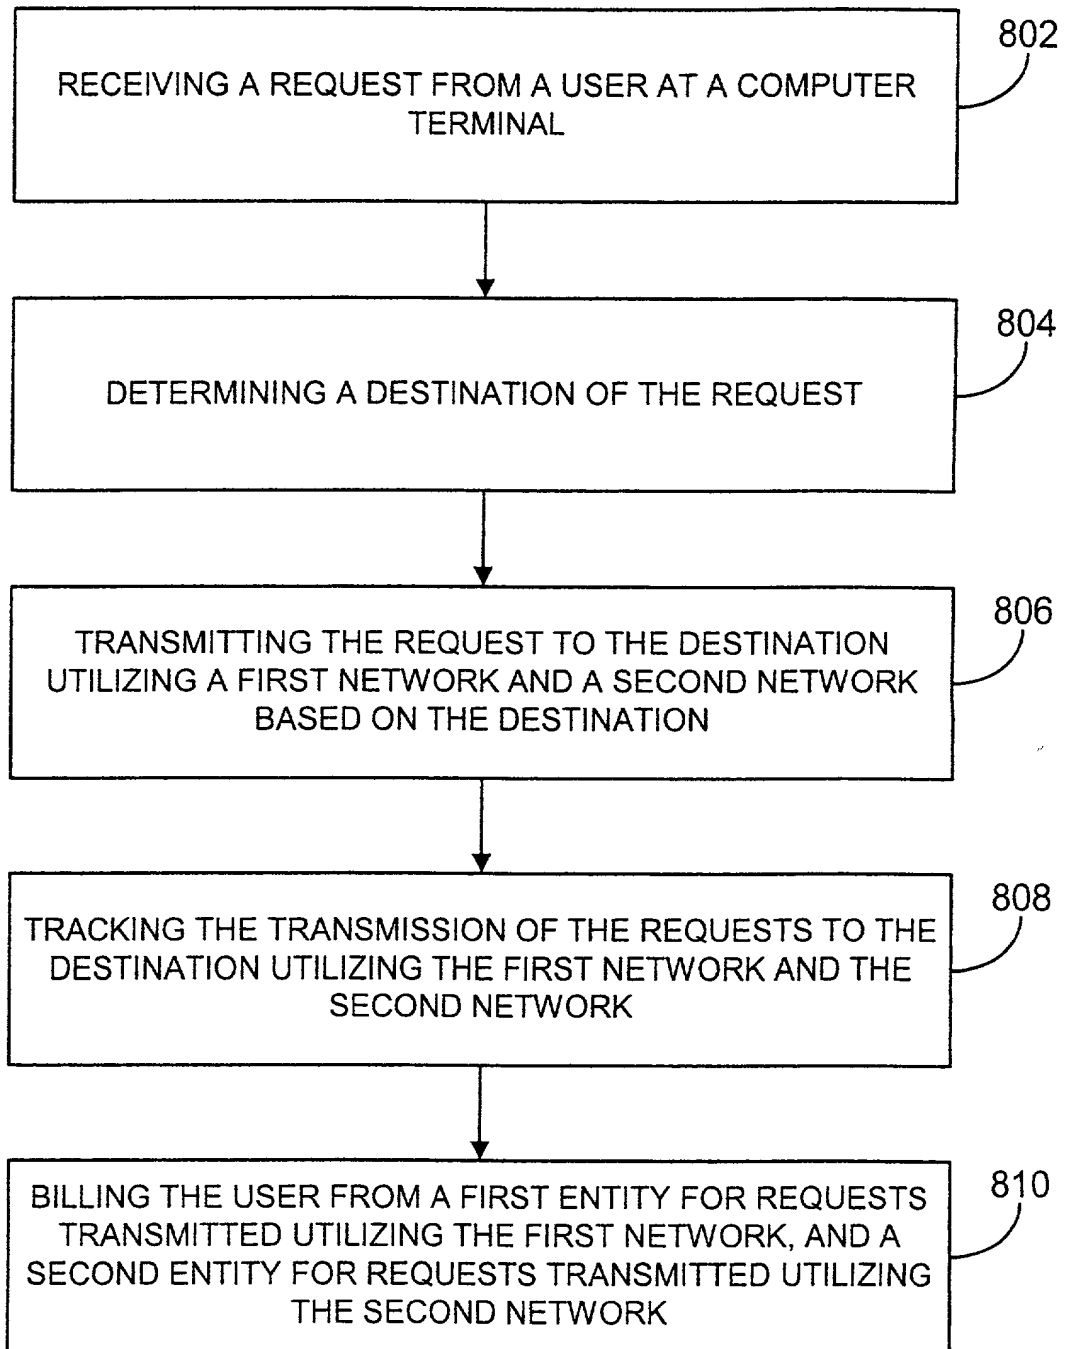 802
RECEIVING A REQUEST FROM A USER AT A COMPUTER
TERMINAL
804
DETERMINING A DESTINATION OF THE REQUEST
806
TRANSMITTING THE REQUEST TO THE DESTINATION
UTILIZING A FIRST NETWORK AND A SECOND NETWORK
BASED ON THE DESTINATION
808
TRACKING THE TRANSMISSION OF THE REQUESTS TO THE
DESTINATION UTILIZING THE FIRST NETWORK AND THE
SECOND NETWORK
810
BILLING THE USER FROM A FIRST ENTITY FOR REQUESTS
TRANSMITTED UTILIZING THE FIRST NETWORK, AND A
SECOND ENTITY FOR REQUESTS TRANSMITTED UTILIZING
THE SECOND NETWORK